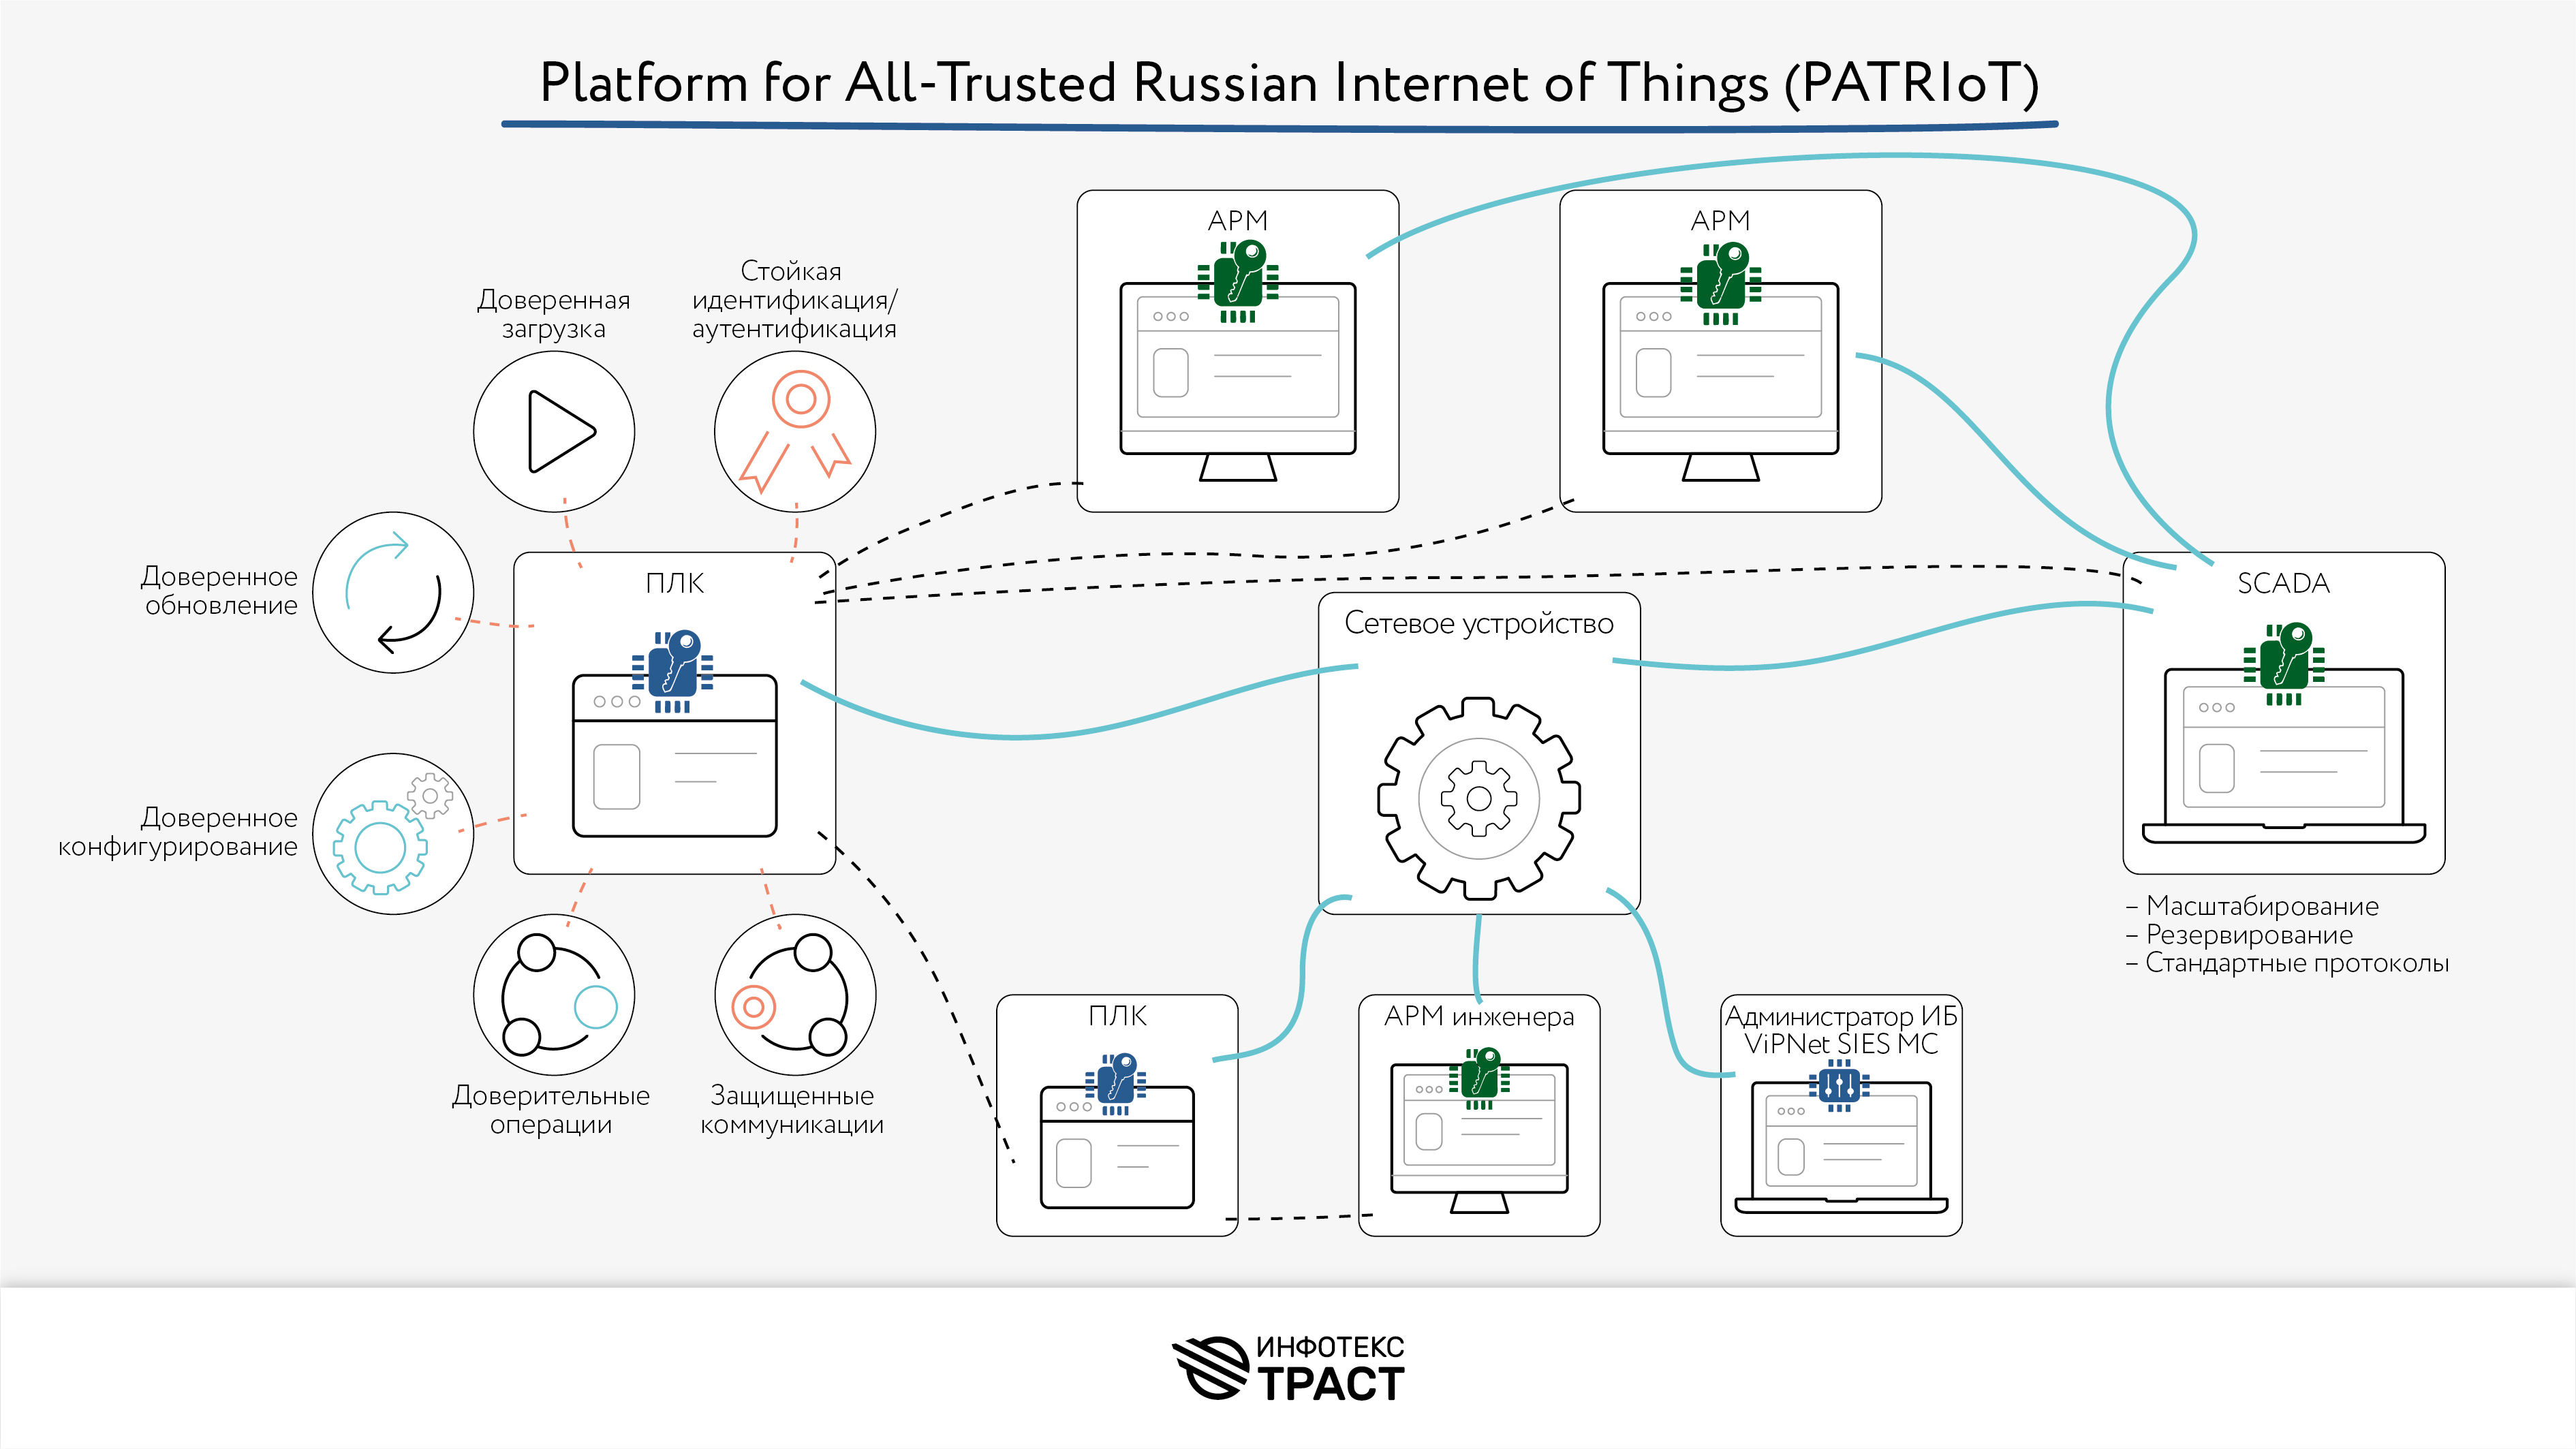 Platform for All-Trusted Russian Internet of Things (PATRIoT)
АРМ
АРМ
Стойкая
идентификация/
аутентификация
Доверенная
загрузка
Доверенное
обновление
ПЛК
Сетевое устройство
SCADA
Доверенное
конфигурирование
– Масштабирование
– Резервирование
– Стандартные протоколы
Доверительные
операции
Защищенные
коммуникации
ПЛК
АРМ инженера
Администратор ИБ
ViPNet SIES MC
ИНФОТЕКС
ТРАСТ